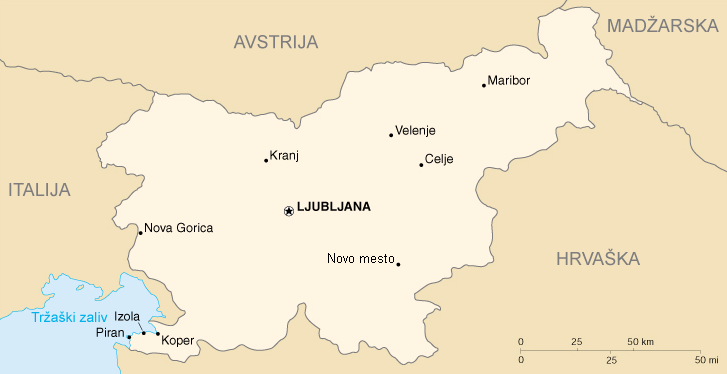 MADŽARSKA
AVSTRIJA
Maribor
Velenje
Kranj
Celje
ITALIJA
LJUBLJANA
Nova Gorica
Novo mesto
HRVAŠKA
Tržaški zaliv
Izola
Piran
Koper
0 25 50 km
0 25 50 mi